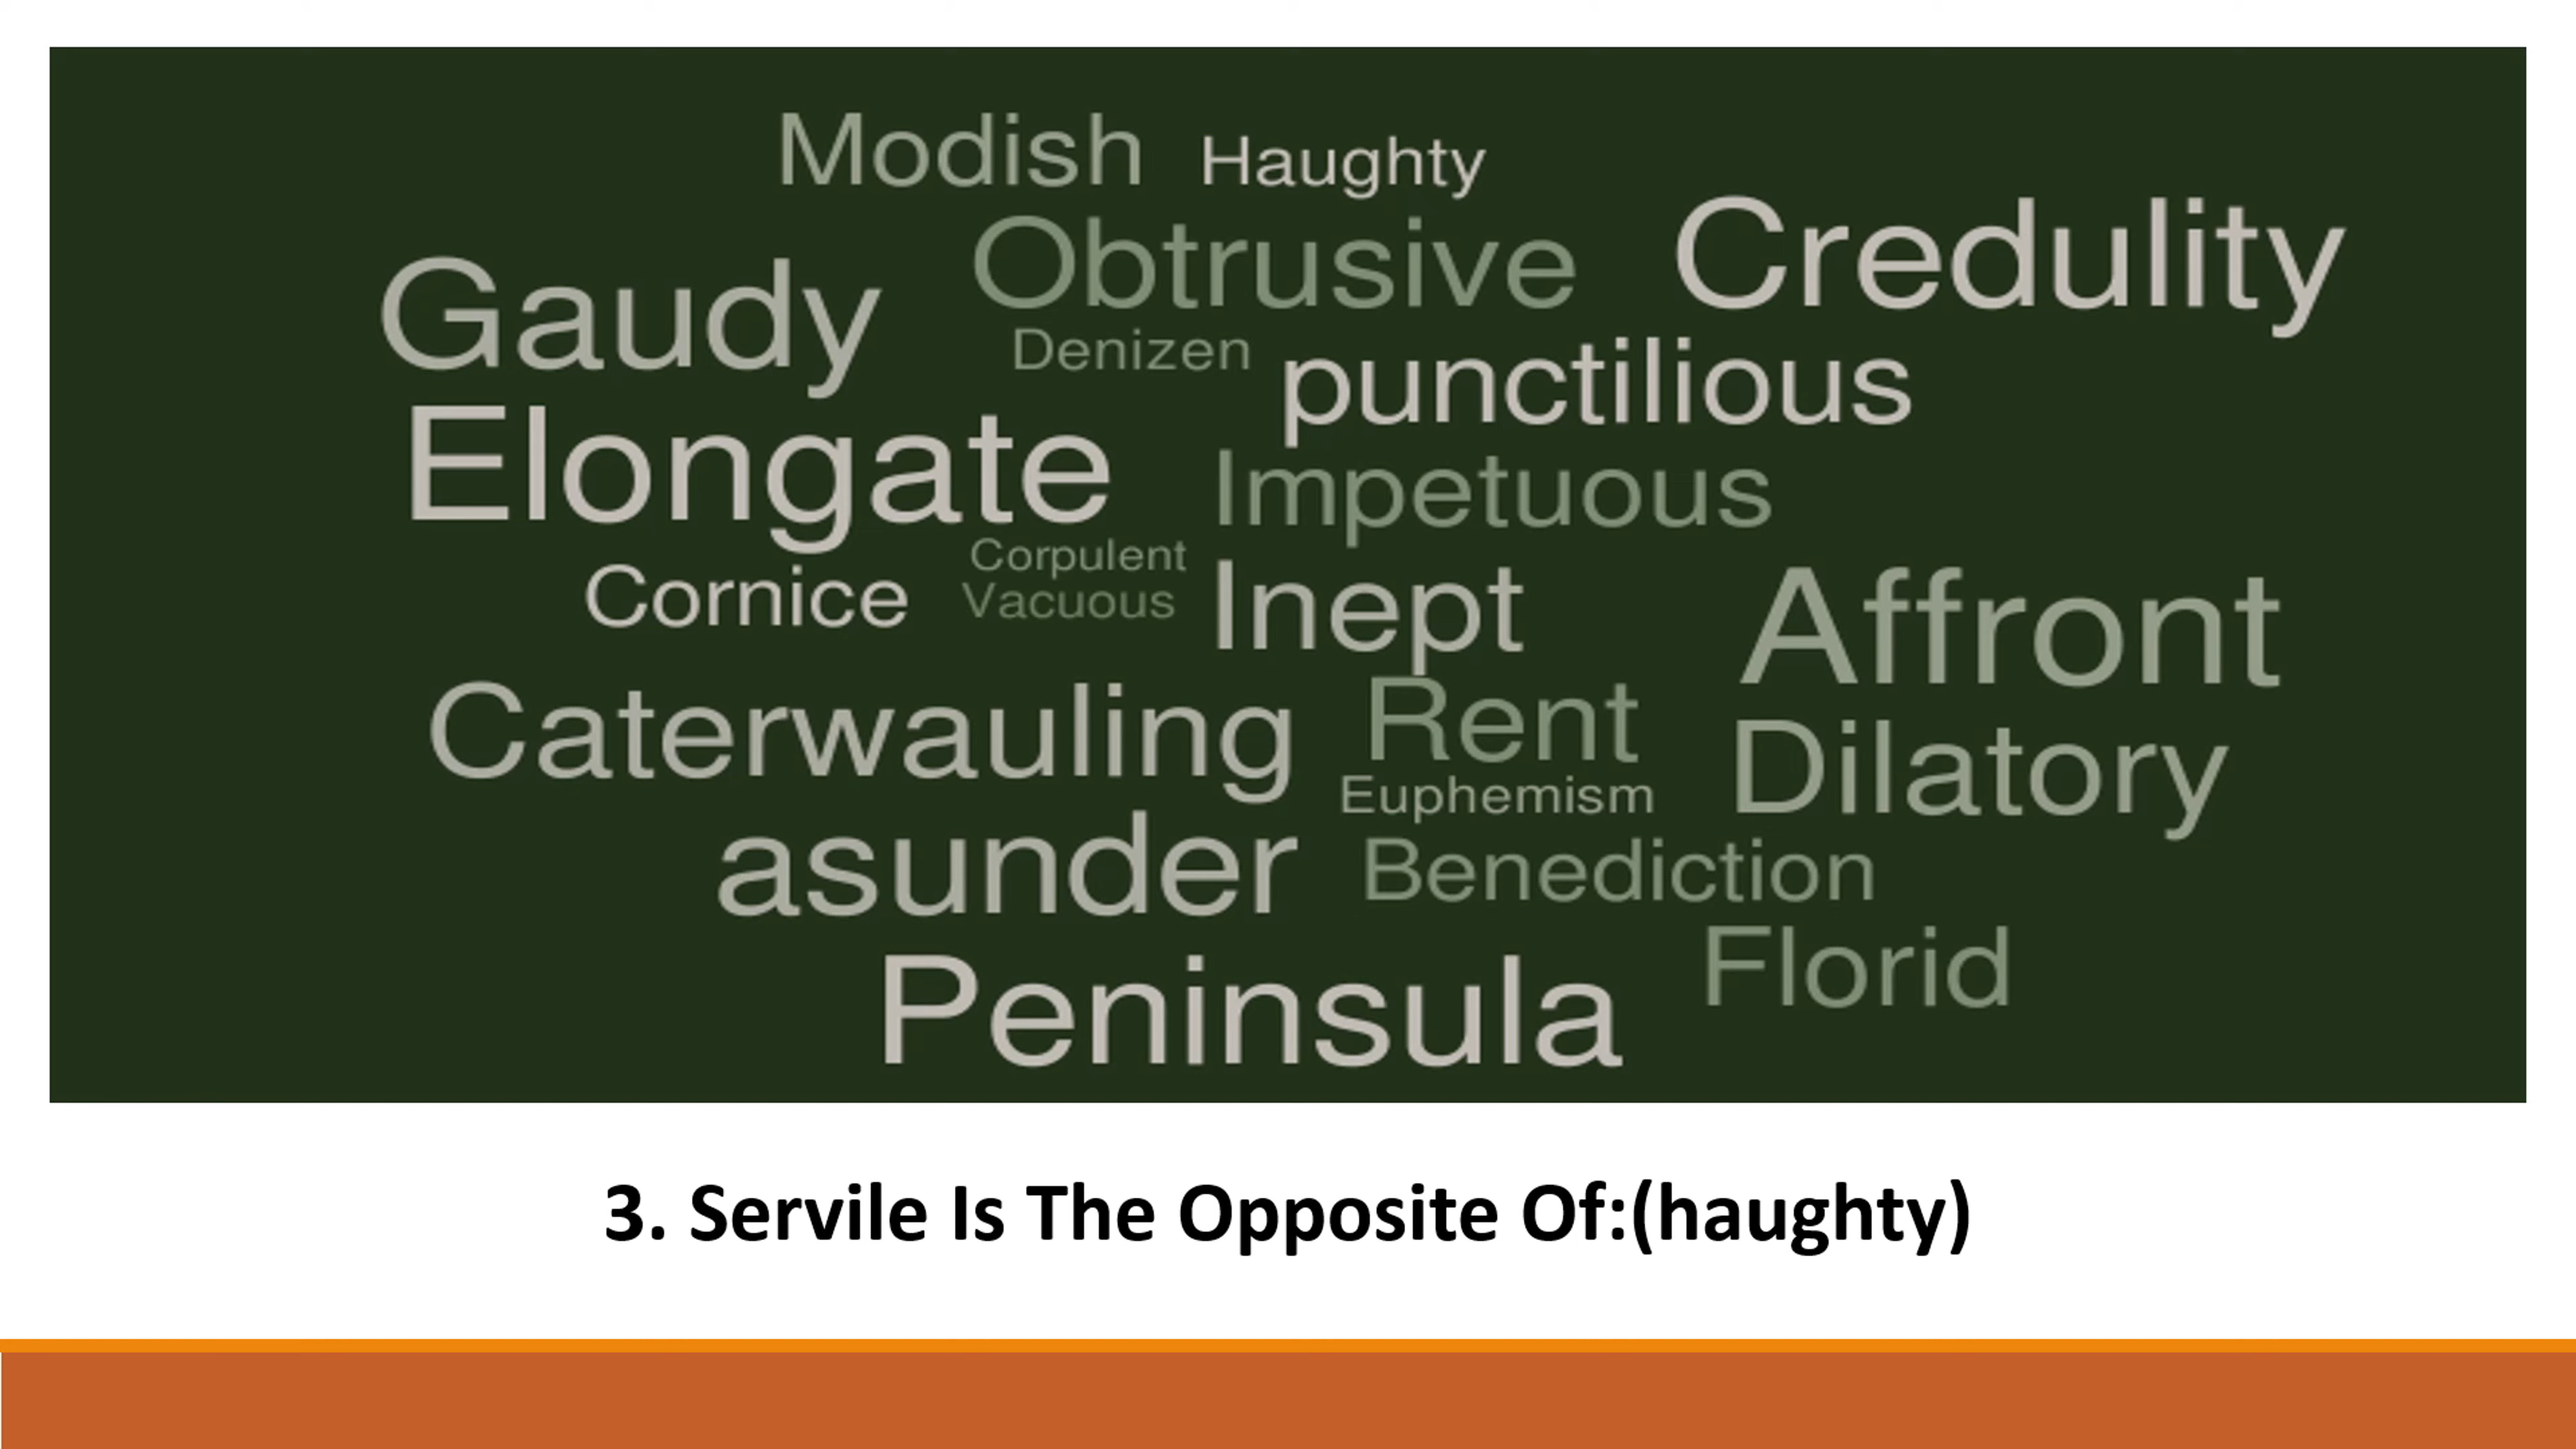 Modish Haughty
Gaudy Obtrusive Credulity
Denizen punctilious
Elongate Impetuous
Corpulent
Cornice Vacuous Inept Affront
Caterwauling Rent Dilatory
Euphemism
asunder Benediction
Peninsula Florid
3. Servile Is The Opposite Of:(haughty)